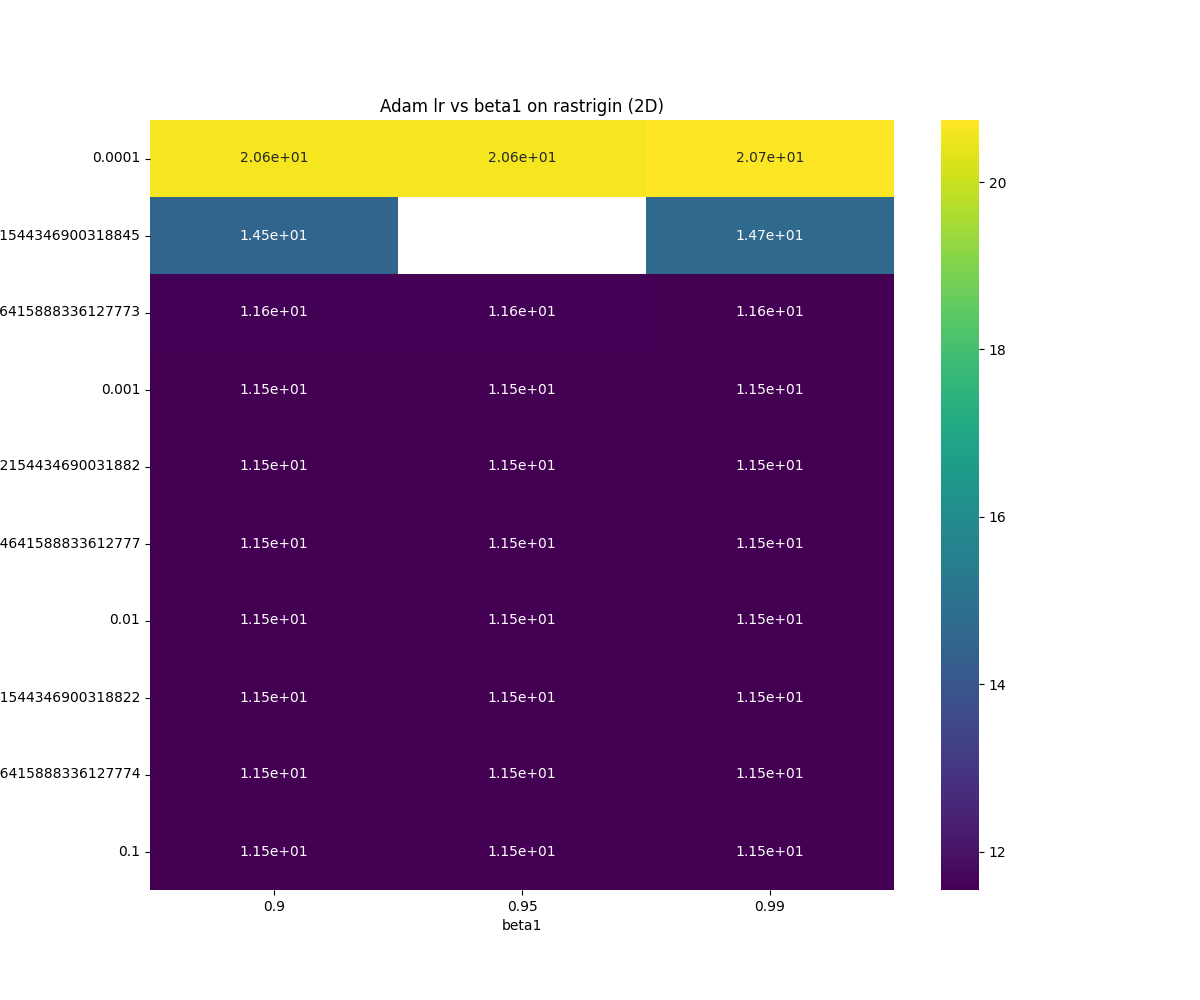 Adam lr vs beta1 on rastrigin (2D)
0.0001 2.06e+01 2.06e+01 2.07e+01 20
1544346900318845 1.45e+01 1.47e+01
6415888336127773 1.16e+01 1.16e+01 1.16e+01 18
0.001 1.15e+01 1.15e+01 1.15e+01
2154434690031882 1.15e+01 1.15e+01 1.15e+01 16
4641588833612777 1.15e+01 1.15e+01 1.15e+01
0.01 1.15e+01 1.15e+01 1.15e+01
1544346900318822 1.15e+01 1.15e+01 1.15e+01 14
6415888336127774 1.15e+01 1.15e+01 1.15e+01
0.1 1.15e+01 1.15e+01 1.15e+01 12
0.9 0.95 0.99
beta1